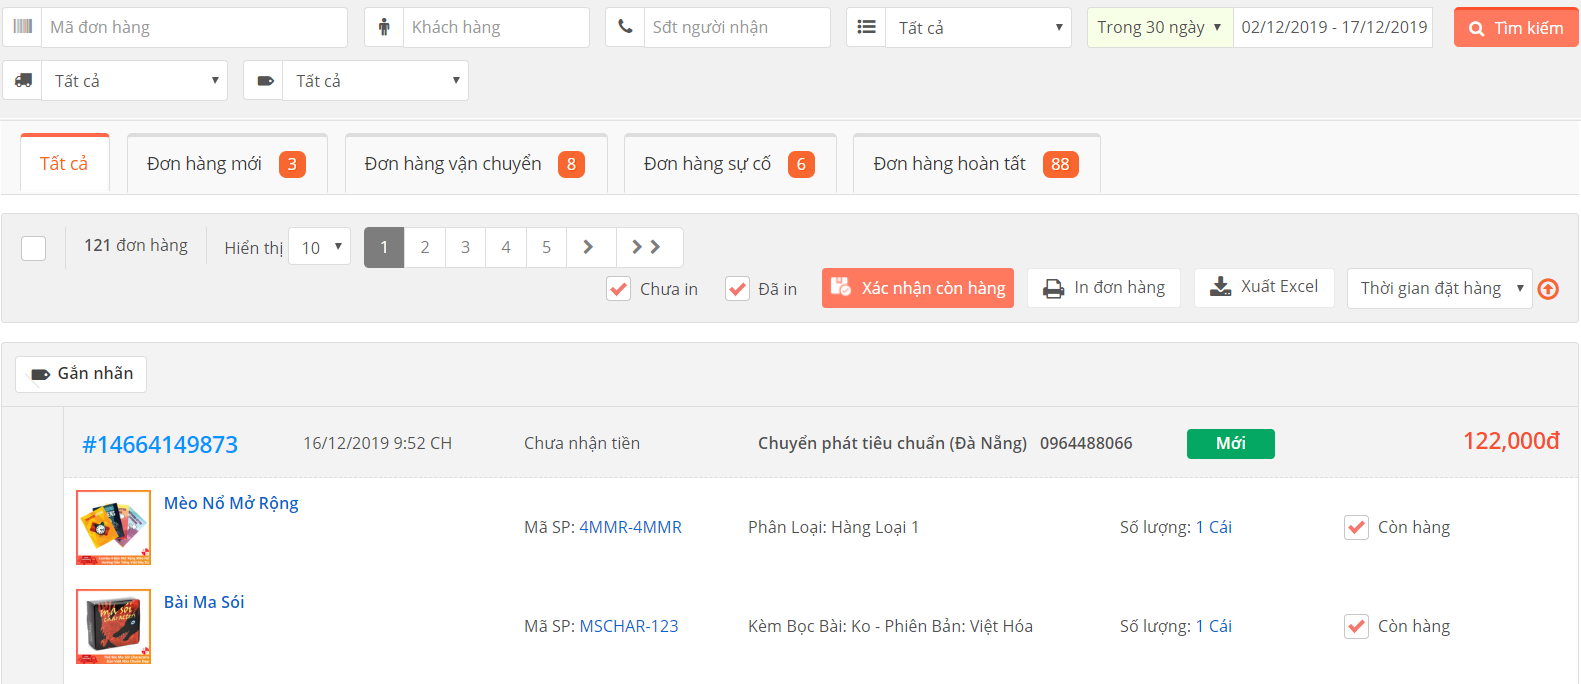 Mã đơn hàng
Khách hàng
Sđt người nhận
Tất cả
Trong 30 ngày
02/12/2019 - 17/12/2019
Tìm kiếm
Tất cả
Tất cả
Tất cả
Đơn hàng mới 3
Đơn hàng vận chuyển 8
Đơn hàng sự cố 6
Đơn hàng hoàn tất 88
121 đơn hàng
Hiển thị 10
1 2 3 4 5
Chưa in
Đã in
Xác nhận còn hàng
In đơn hàng
Xuất Excel
Thời gian đặt hàng
Gắn nhãn
#14664149873
16/12/2019 9:52 CH
Chưa nhận tiền
Chuyển phát tiêu chuẩn (Đà Nẵng) 0964488066
Mới
122,000đ
Mèo Nổ Mở Rộng
Mã SP: 4MMR-4MMR
Phân Loại: Hàng Loại 1
Số lượng: 1 Cái
Còn hàng
Bài Ma Sói
Mã SP: MSCHAR-123
Kèm Bọc Bài: Ko - Phiên Bản: Việt Hóa
Số lượng: 1 Cái
Còn hàng